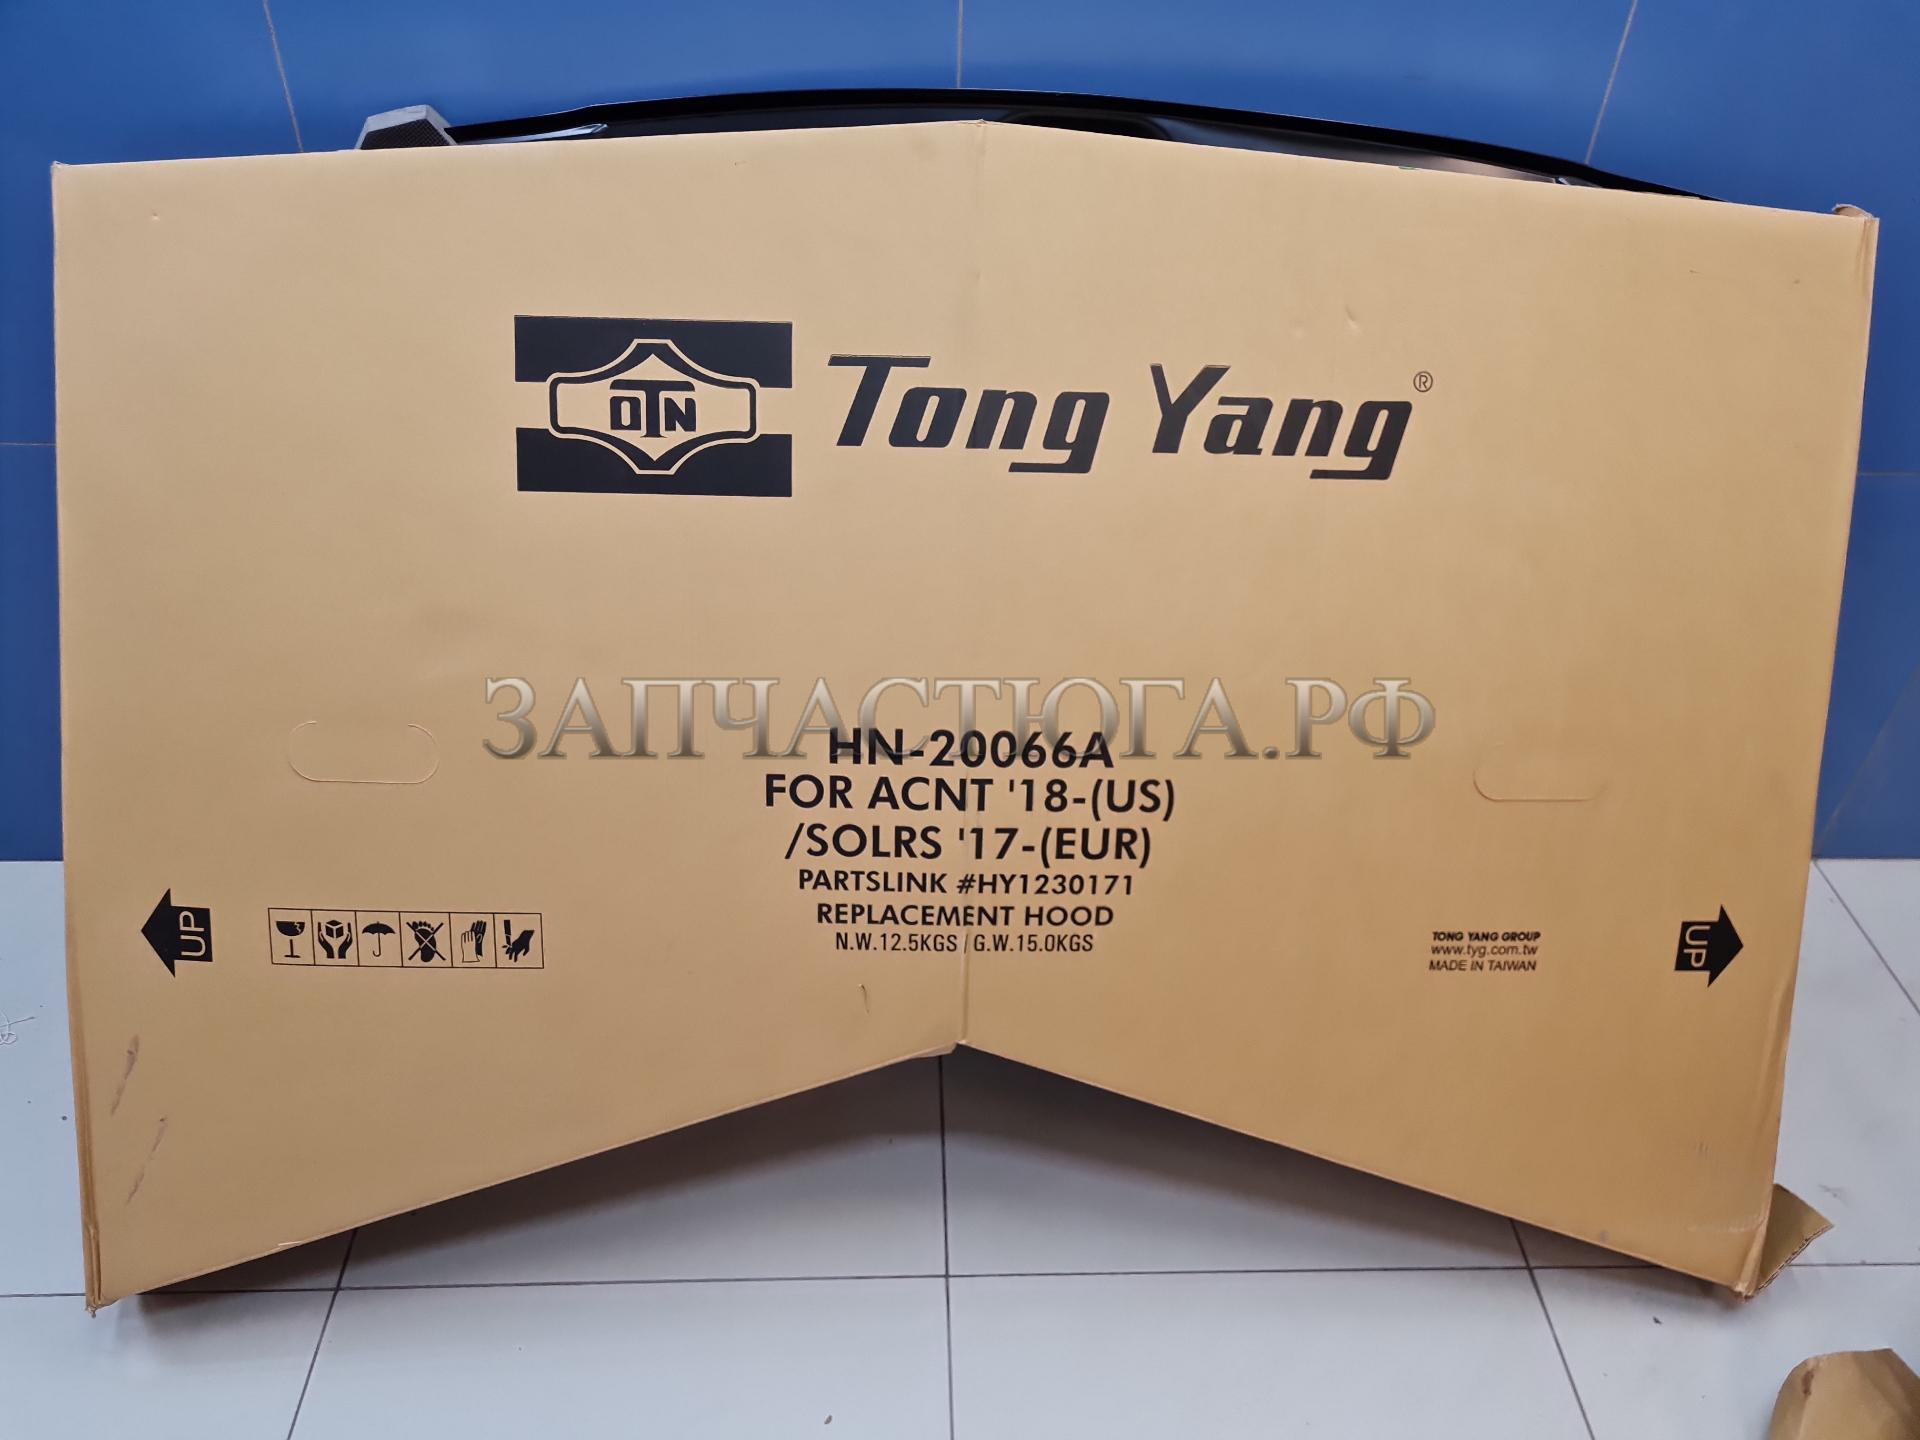 OTN
Tong Yang®
ЗАПЧАСТЮГА.РФ
HN-20066A
FOR ACNT '18-(US)
/SOLRS '17-(EUR)
PARTSLINK #HY1230171
REPLACEMENT HOOD
N.W.12.5KGS / G.W.15.0KGS
UP
TONG YANG GROUP
www.tyg.com.tw
MADE IN TAIWAN
UP